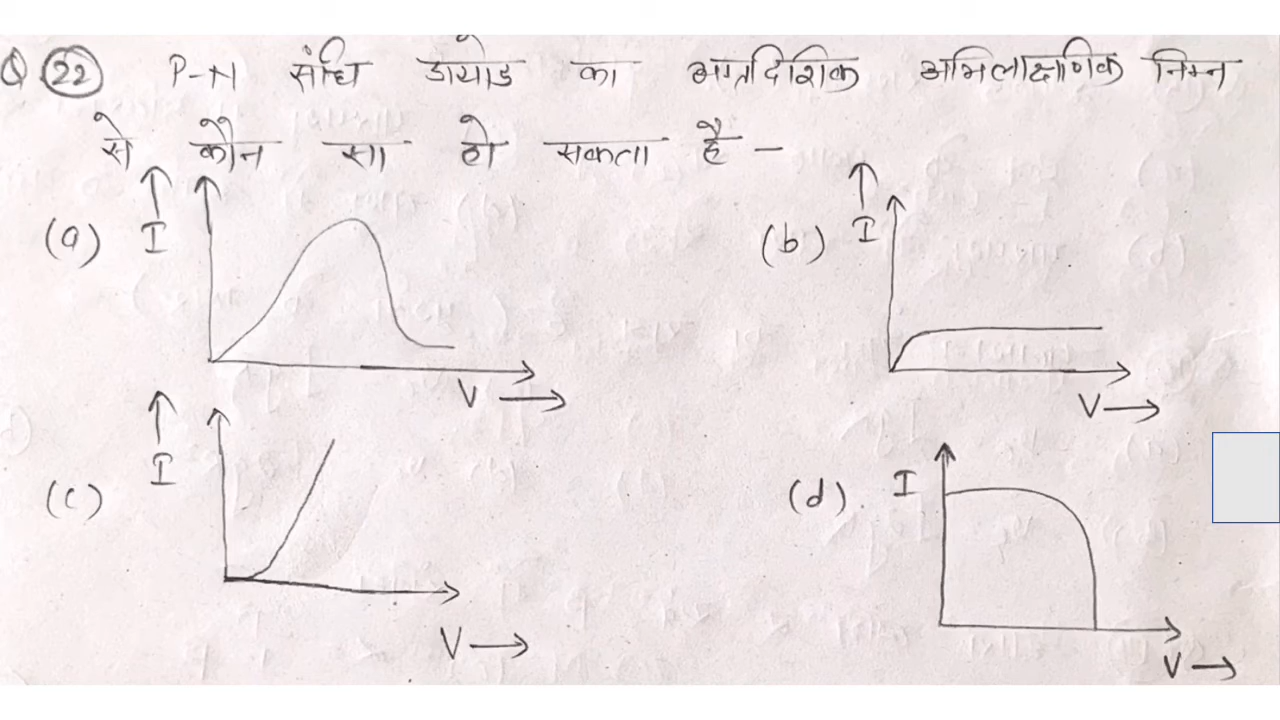 Q (22) P-N संधि डायोड का अग्रदिशिक अभिलाक्षणिक निम्न
से कौन सा हो सकता है -
(a) I V
(b) I V
(c) I V
(d) I V